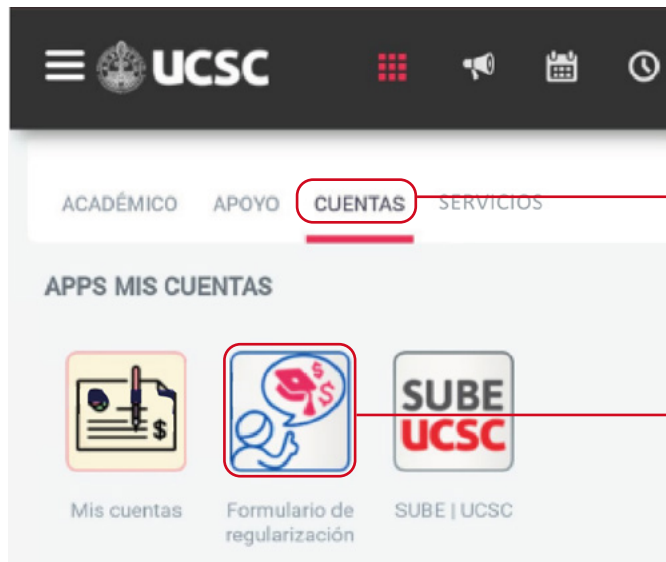 UCSC
ACADÉMICO APOYO CUENTAS SERVICIOS
APPS MIS CUENTAS
$
$ $
SUBE
UCSC
Mis cuentas Formulario de regularización SUBE | UCSC